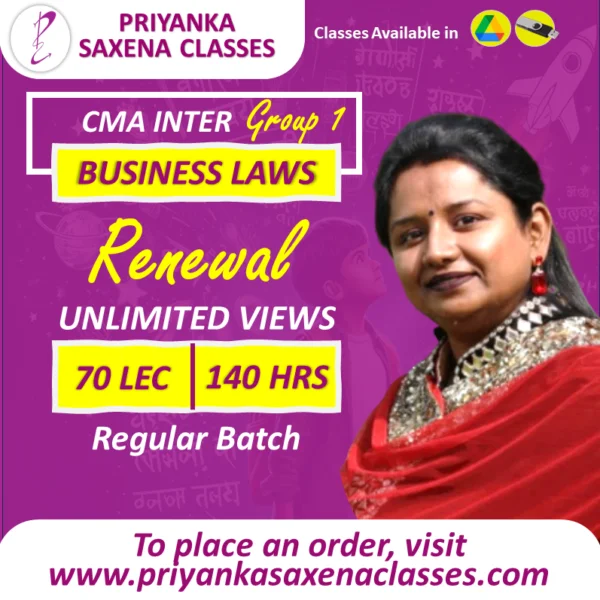 PRIYANKA
SAXENA CLASSES
Classes Available in
CMA INTER Group 1
BUSINESS LAWS
Renewal
UNLIMITED VIEWS
70 LEC | 140 HRS
Regular Batch
To place an order, visit
www.priyankasaxenaclasses.com